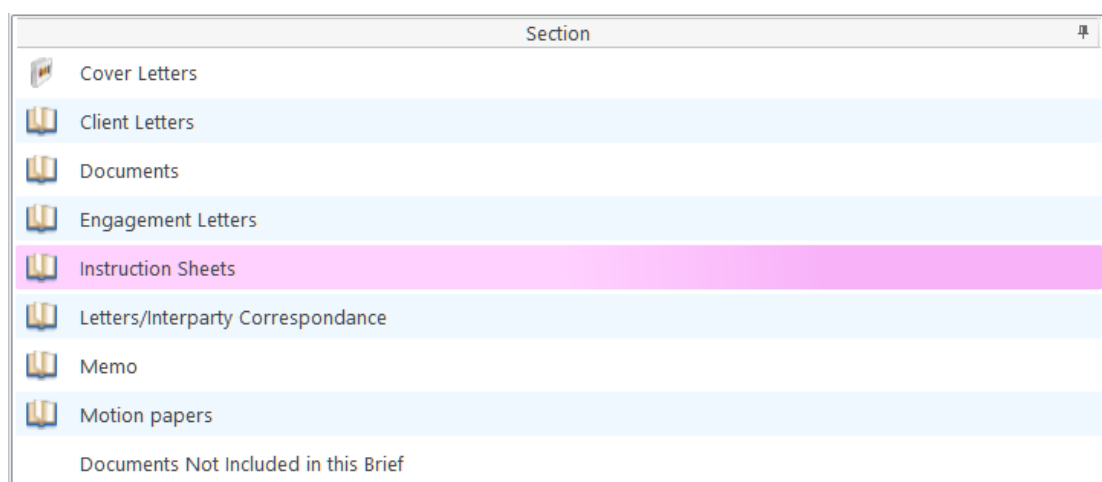 Section
Cover Letters
Client Letters
Documents
Engagement Letters
Instruction Sheets
Letters/Interparty Correspondance
Memo
Motion papers
Documents Not Included in this Brief